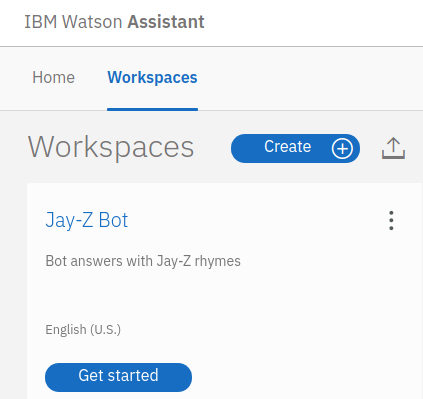 IBM Watson Assistant
Home Workspaces
Workspaces Create
Jay-Z Bot
Bot answers with Jay-Z rhymes
English (U.S.)
Get started